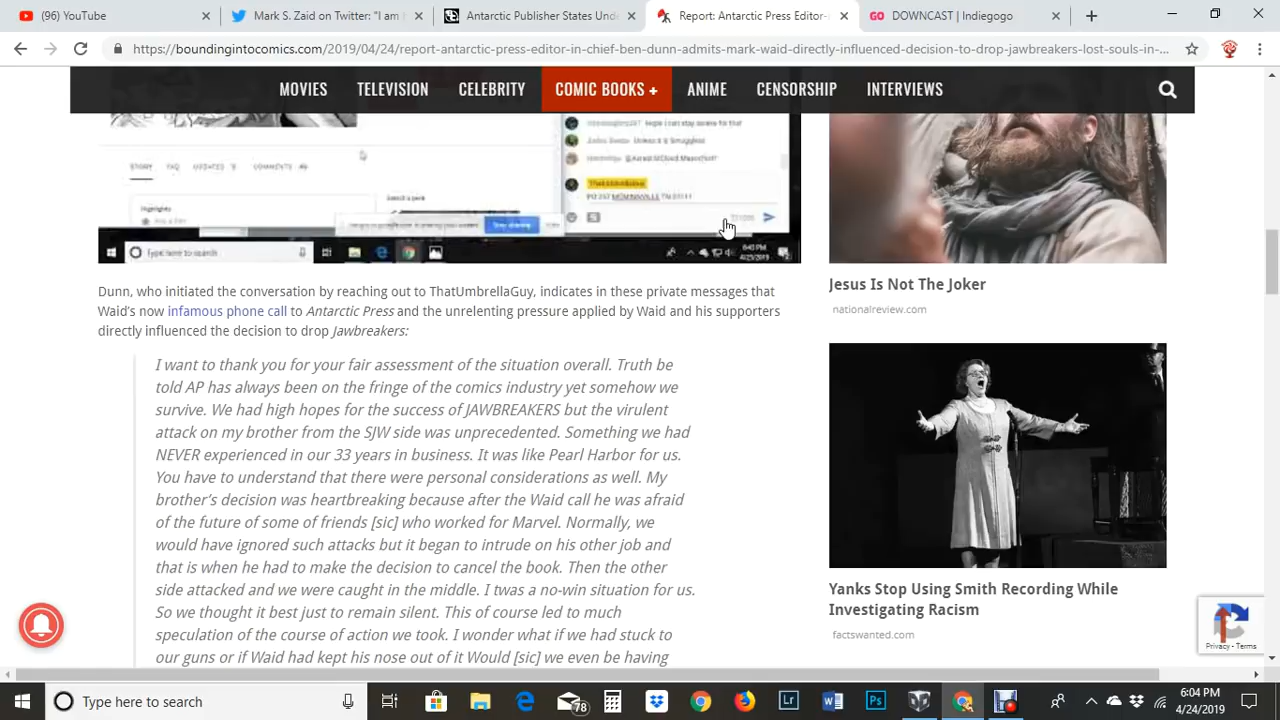 (96) YouTube
Mark S. Zaid on Twitter: "I am t
Antarctic Publisher States Unde
Report: Antarctic Press Editor-
DOWNCAST | Indiegogo
https://boundingintocomics.com/2019/04/24/report-antarctic-press-editor-in-chief-ben-dunn-admits-mark-waid-directly-influenced-decision-to-drop-jawbreakers-lost-souls-in-...
MOVIES TELEVISION CELEBRITY COMIC BOOKS + ANIME CENSORSHIP INTERVIEWS
STORY FAQ UPDATES COMMENTS
Highlights
Type here to search
6:43 PM
Dunn, who initiated the conversation by reaching out to ThatUmbrellaGuy, indicates in these private messages that
Waid's now infamous phone call to Antarctic Press and the unrelenting pressure applied by Waid and his supporters
directly influenced the decision to drop Jawbreakers:
I want to thank you for your fair assessment of the situation overall. Truth be
told AP has always been on the fringe of the comics industry yet somehow we
survive. We had high hopes for the success of JAWBREAKERS but the virulent
attack on my brother from the SJW side was unprecedented. Something we had
NEVER experienced in our 33 years in business. It was like Pearl Harbor for us.
You have to understand that there were personal considerations as well. My
brother's decision was heartbreaking because after the Waid call he was afraid
of the future of some of friends [sic] who worked for Marvel. Normally, we
would have ignored such attacks but it began to intrude on his other job and
that is when he had to make the decision to cancel the book. Then the other
side attacked and we were caught in the middle. I twas a no-win situation for us.
So we thought it best just to remain silent. This of course led to much
speculation of the course of action we took. I wonder what if we had stuck to
our guns or if Waid had kept his nose out of it Would [sic] we even be having
Jesus Is Not The Joker
nationalreview.com
Yanks Stop Using Smith Recording While
Investigating Racism
factswanted.com
Privacy - Terms
Type here to search
78
6:04 PM
4/24/2019